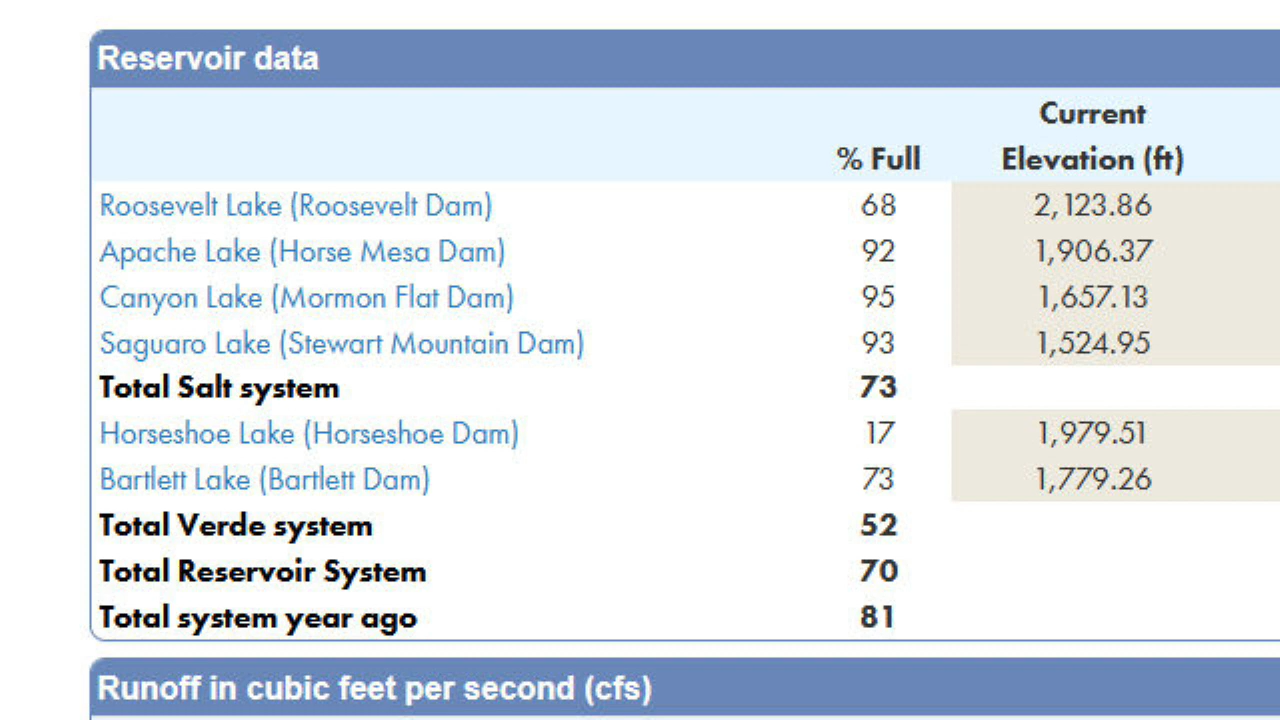 Reservoir data
Current
% Full Elevation (ft)
Roosevelt Lake (Roosevelt Dam) 68 2,123.86
Apache Lake (Horse Mesa Dam) 92 1,906.37
Canyon Lake (Mormon Flat Dam) 95 1,657.13
Saguaro Lake (Stewart Mountain Dam) 93 1,524.95
Total Salt system 73
Horseshoe Lake (Horseshoe Dam) 17 1,979.51
Bartlett Lake (Bartlett Dam) 73 1,779.26
Total Verde system 52
Total Reservoir System 70
Total system year ago 81
Runoff in cubic feet per second (cfs)